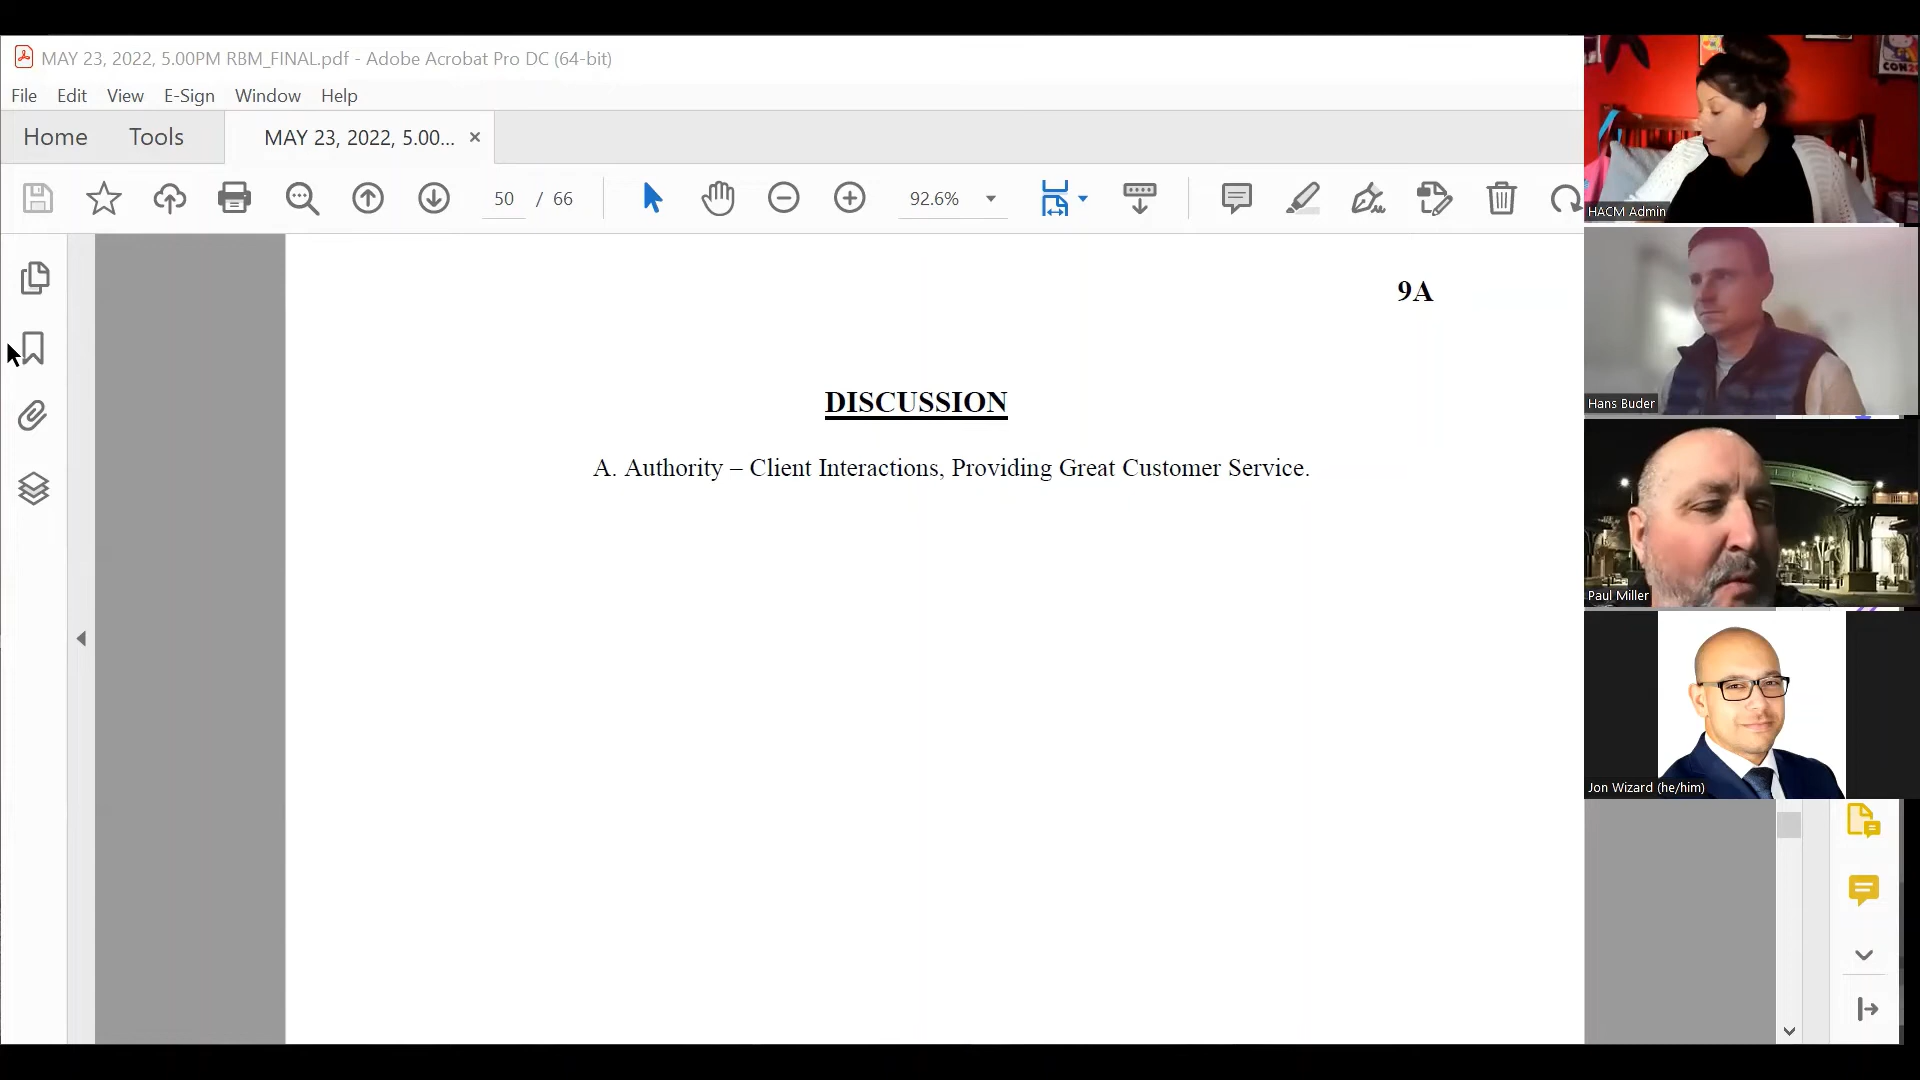 MAY 23, 2022, 5.00PM RBM_FINAL.pdf - Adobe Acrobat Pro DC (64-bit)
File Edit View E-Sign Window Help
Home Tools MAY 23, 2022, 5.00... ×
50 / 66 92.6%
9A
DISCUSSION
A. Authority – Client Interactions, Providing Great Customer Service.
CON
HACM Admin
Hans Buder
Paul Miller
Jon Wizard (he/him)